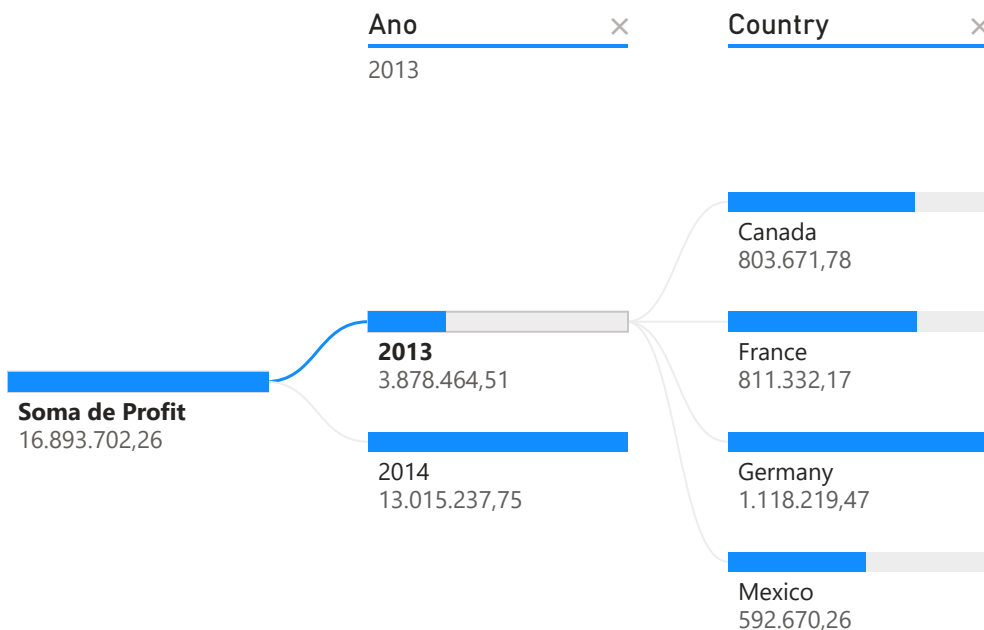 Ano
Country
2013
Canada
803.671,78
2013
3.878.464,51
France
811.332,17
Soma de Profit
16.893.702,26
2014
13.015.237,75
Germany
1.118.219,47
Mexico
592.670,26